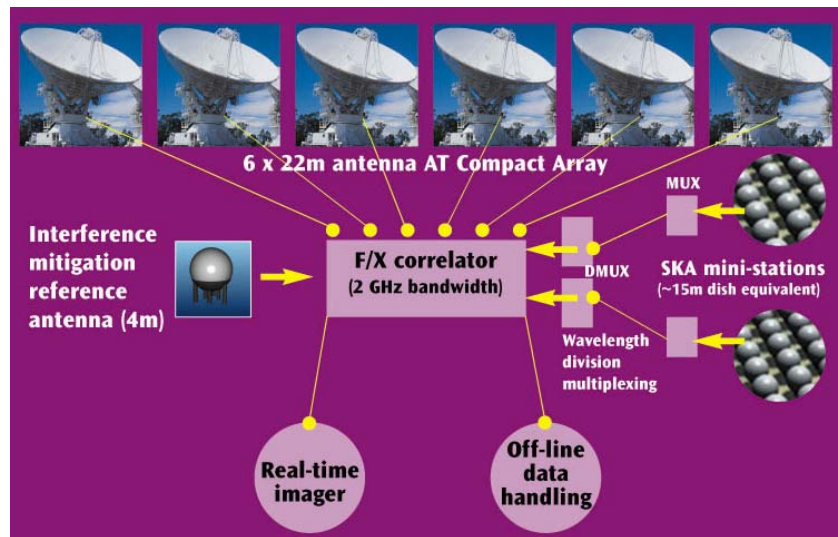 6 x 22m antenna AT Compact Array
Interference
mitigation
reference
antenna (4m)
F/X correlator
(2 GHz bandwidth)
DMUX
MUX
SKA mini-stations
(~15m dish equivalent)
Wavelength
division
multiplexing
Real-time
imager
Off-line
data
handling